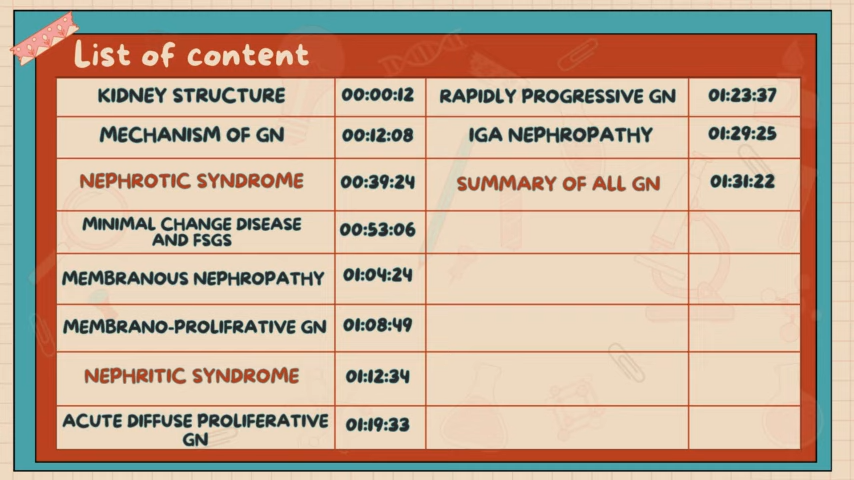 List of content
KIDNEY STRUCTURE 00:00:12 RAPIDLY PROGRESSIVE GN 01:23:37
MECHANISM OF GN 00:12:08 IGA NEPHROPATHY 01:29:25
NEPHROTIC SYNDROME 00:39:24 SUMMARY OF ALL GN 01:31:22
MINIMAL CHANGE DISEASE
AND FSGS 00:53:06
MEMBRANOUS NEPHROPATHY 01:04:24
MEMBRANO-PROLIFRATIVE GN 01:08:49
NEPHRITIC SYNDROME 01:12:34
ACUTE DIFFUSE PROLIFERATIVE
GN 01:19:33